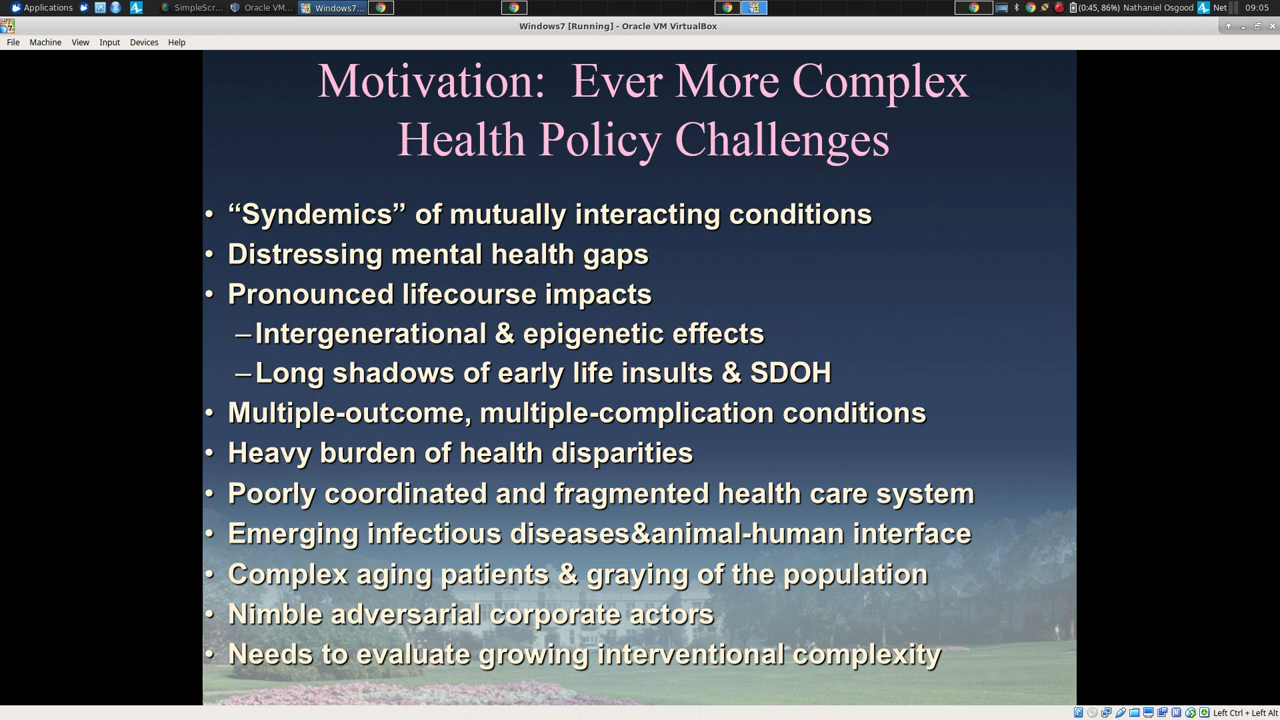 Applications
SimpleScr...
Oracle VM...
Windows7...
(0:45, 86%) Nathaniel Osgood
Net
09:05
Windows7 [Running] - Oracle VM VirtualBox
File Machine View Input Devices Help
Motivation: Ever More Complex
Health Policy Challenges
• “Syndemics” of mutually interacting conditions
• Distressing mental health gaps
• Pronounced lifecourse impacts
–Intergenerational & epigenetic effects
–Long shadows of early life insults & SDOH
• Multiple-outcome, multiple-complication conditions
• Heavy burden of health disparities
• Poorly coordinated and fragmented health care system
• Emerging infectious diseases&animal-human interface
• Complex aging patients & graying of the population
• Nimble adversarial corporate actors
• Needs to evaluate growing interventional complexity
Left Ctrl + Left Alt